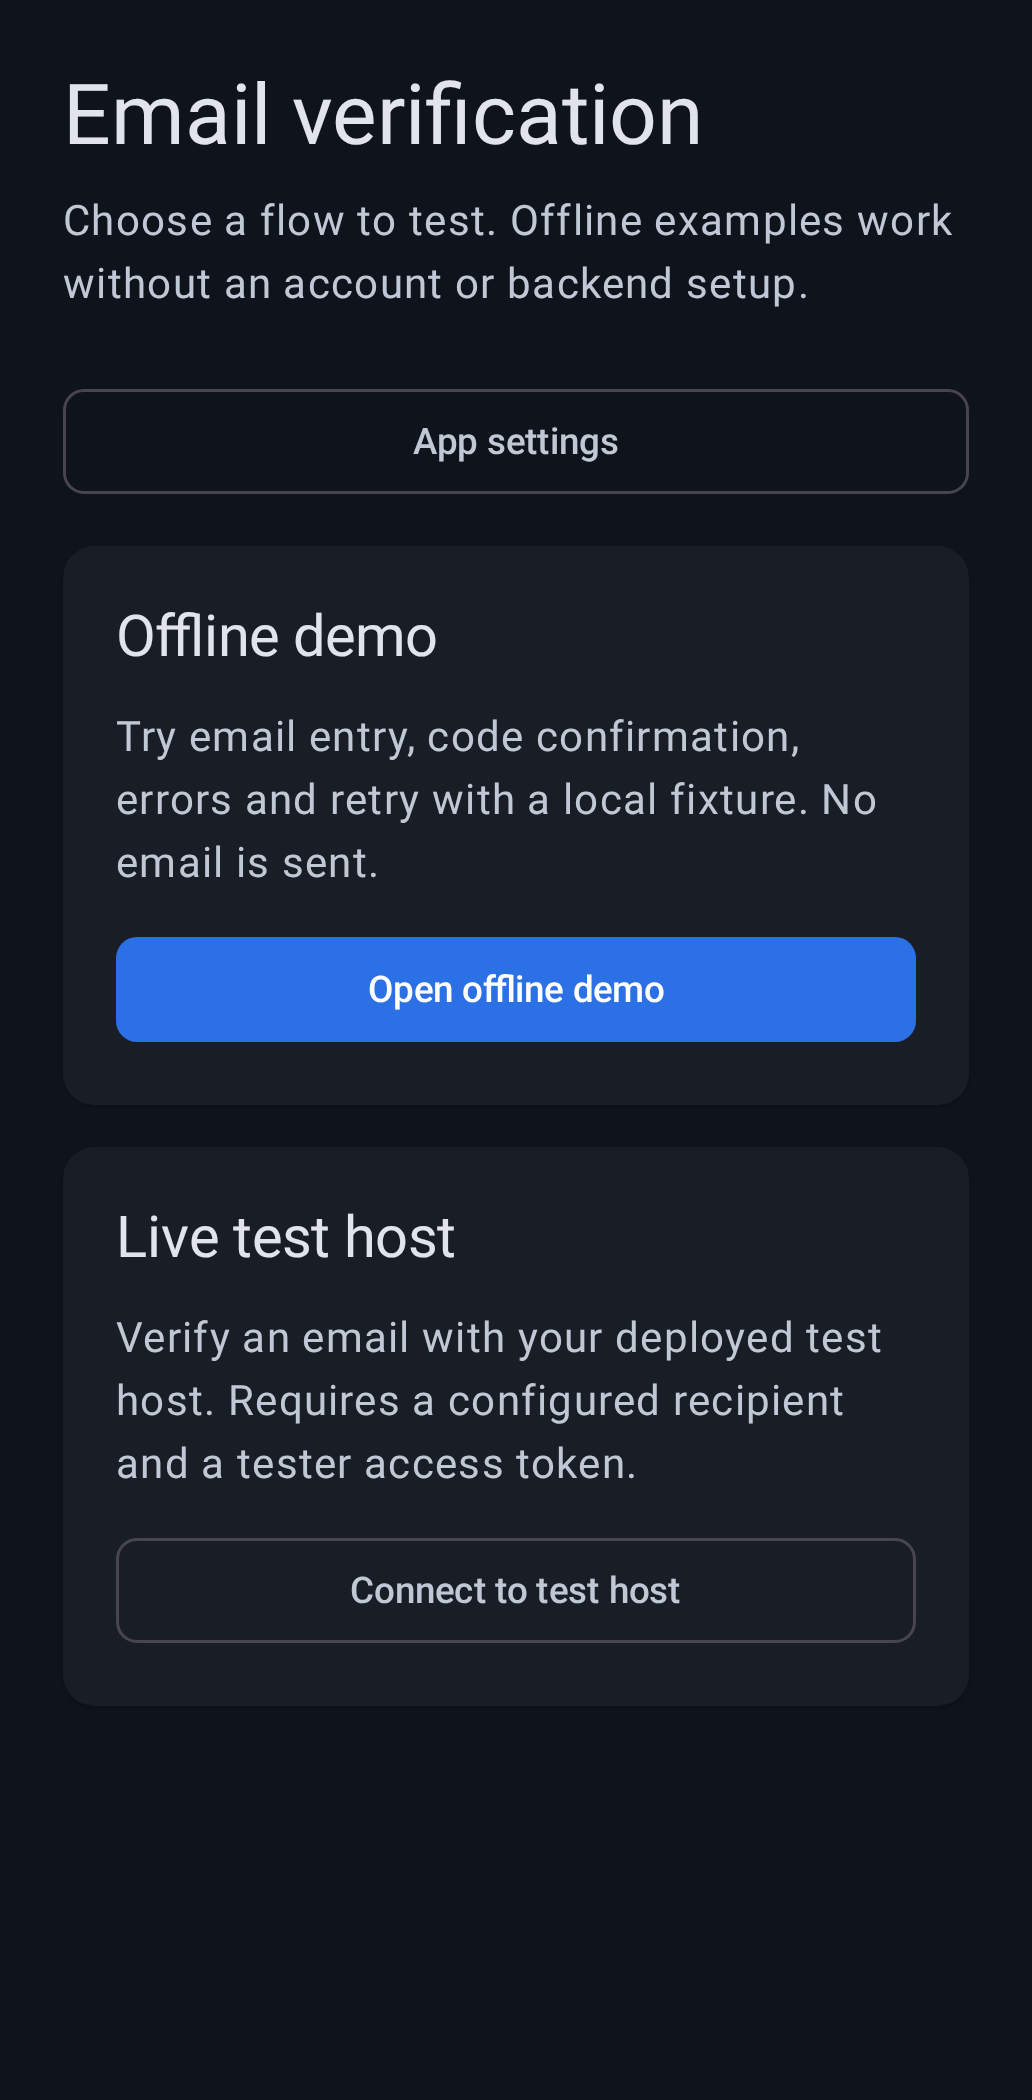 Email verification
Choose a flow to test. Offline examples work
without an account or backend setup.
App settings
Offline demo
Try email entry, code confirmation,
errors and retry with a local fixture. No
email is sent.
Open offline demo
Live test host
Verify an email with your deployed test
host. Requires a configured recipient
and a tester access token.
Connect to test host